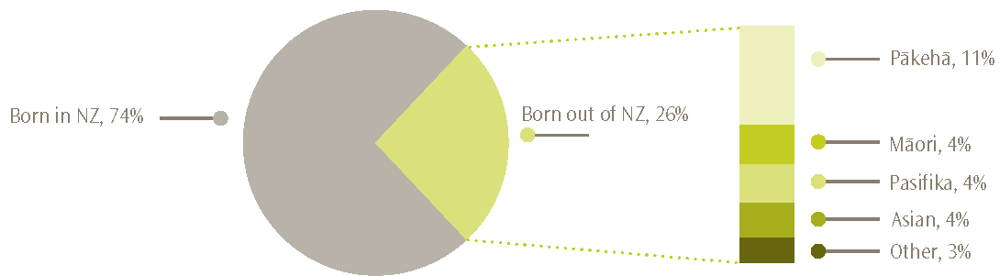 Born in NZ, 74%
Born out of NZ, 26%
Pākehā, 11%
Māori, 4%
Pasifika, 4%
Asian, 4%
Other, 3%